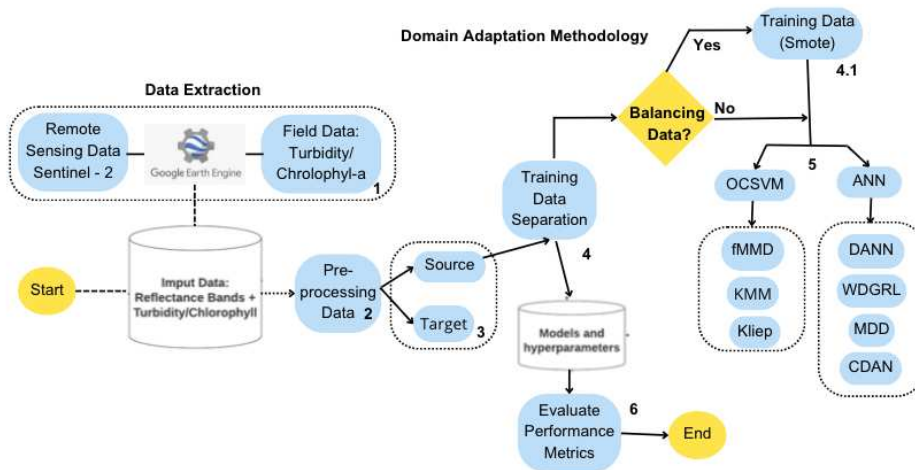 Domain Adaptation Methodology
Yes
Training Data
(Smote)
4.1
Balancing
Data?
No
Data Extraction
Remote
Sensing Data
Sentinel - 2
Google Earth Engine
Field Data:
Turbidity/
Chrolophyl-a
1
Training
Data
Separation
4
5
OCSVM
ANN
fMMD
KMM
Kliep
DANN
WDGRL
MDD
CDAN
Start
Imput Data:
Reflectance Bands +
Turbidity/Chlorophyll
Pre-
processing
Data
2
Source
Target
3
Models and
hyperparameters
Evaluate
Performance
Metrics
6
End